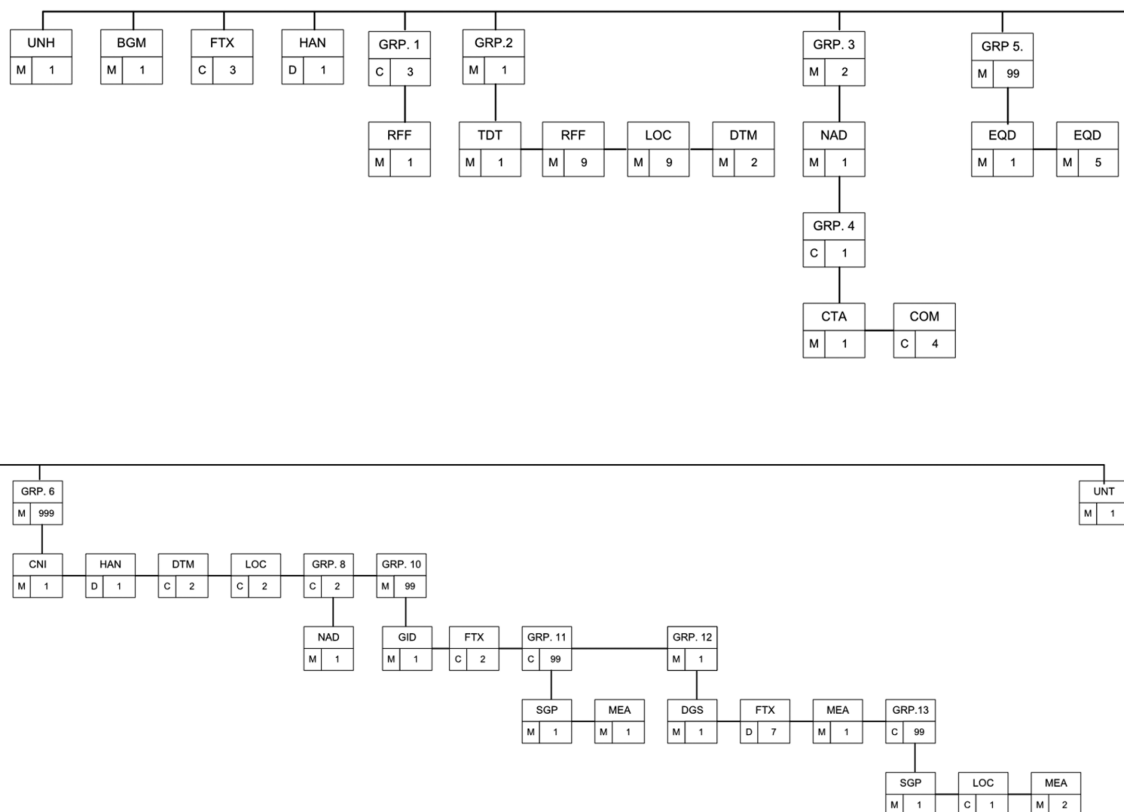 UNH BGM FTX HAN GRP. 1 GRP.2 GRP. 3 GRP 5.
M 1 M 1 C 3 D 1 C 3 M 1 M 2 M 99
RFF TDT RFF LOC DTM NAD EQD EQD
M 1 M 1 M 9 M 9 M 2 M 1 M 1 M 5
GRP. 4
C 1
CTA COM
M 1 C 4
GRP. 6 UNT
M 999 M 1
CNI HAN DTM LOC GRP. 8 GRP. 10
M 1 D 1 C 2 C 2 C 2 M 99
NAD GID FTX GRP. 11 GRP. 12
M 1 M 1 C 2 C 99 M 1
SGP MEA DGS FTX MEA GRP.13
M 1 M 1 M 1 D 7 M 1 C 99
SGP LOC MEA
M 1 C 1 M 2